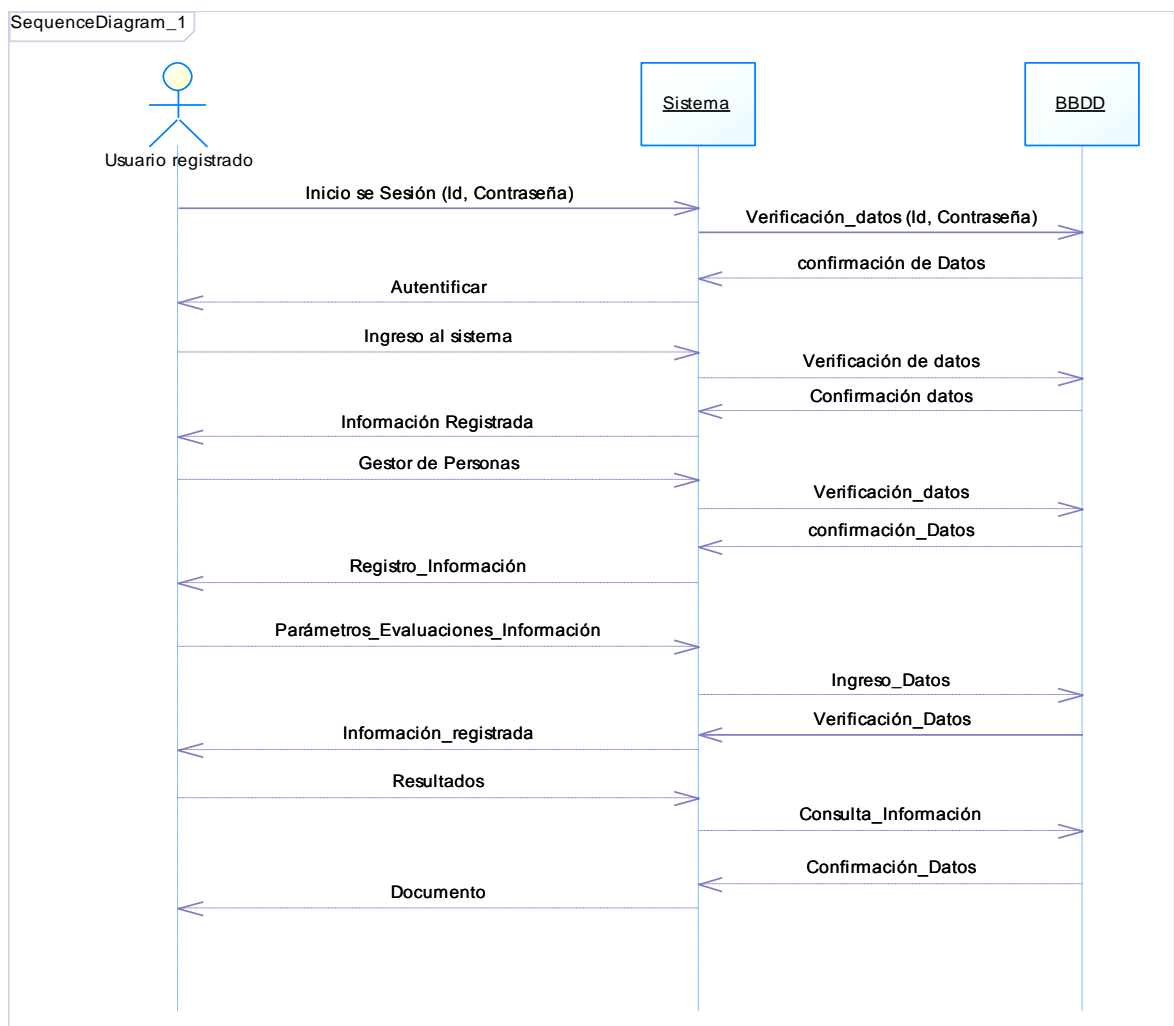 SequenceDiagram_1
Sistema
BBDD
Usuario registrado
Inicio se Sesión (Id, Contraseña)
Verificación_datos (Id, Contraseña)
confirmación de Datos
Autentificar
Ingreso al sistema
Verificación de datos
Confirmación datos
Información Registrada
Gestor de Personas
Verificación_datos
confirmación_Datos
Registro_Información
Parámetros_Evaluaciones_Información
Ingreso_Datos
Verificación_Datos
Información_registrada
Resultados
Consulta_Información
Confirmación_Datos
Documento